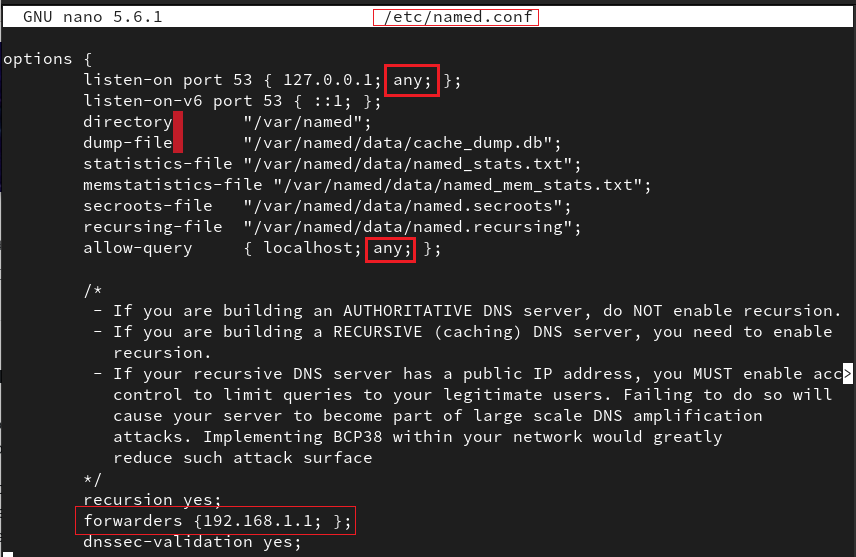 GNU nano 5.6.1 /etc/named.conf
options {
listen-on port 53 { 127.0.0.1; any; };
listen-on-v6 port 53 { ::1; };
directory "/var/named";
dump-file "/var/named/data/cache_dump.db";
statistics-file "/var/named/data/named_stats.txt";
memstatistics-file "/var/named/data/named_mem_stats.txt";
secroots-file "/var/named/data/named.secroots";
recursing-file "/var/named/data/named.recursing";
allow-query { localhost; any; };
/*
- If you are building an AUTHORITATIVE DNS server, do NOT enable recursion.
- If you are building a RECURSIVE (caching) DNS server, you need to enable
recursion.
- If your recursive DNS server has a public IP address, you MUST enable acc>
control to limit queries to your legitimate users. Failing to do so will
cause your server to become part of large scale DNS amplification
attacks. Implementing BCP38 within your network would greatly
reduce such attack surface
*/
recursion yes;
forwarders {192.168.1.1; };
dnssec-validation yes;